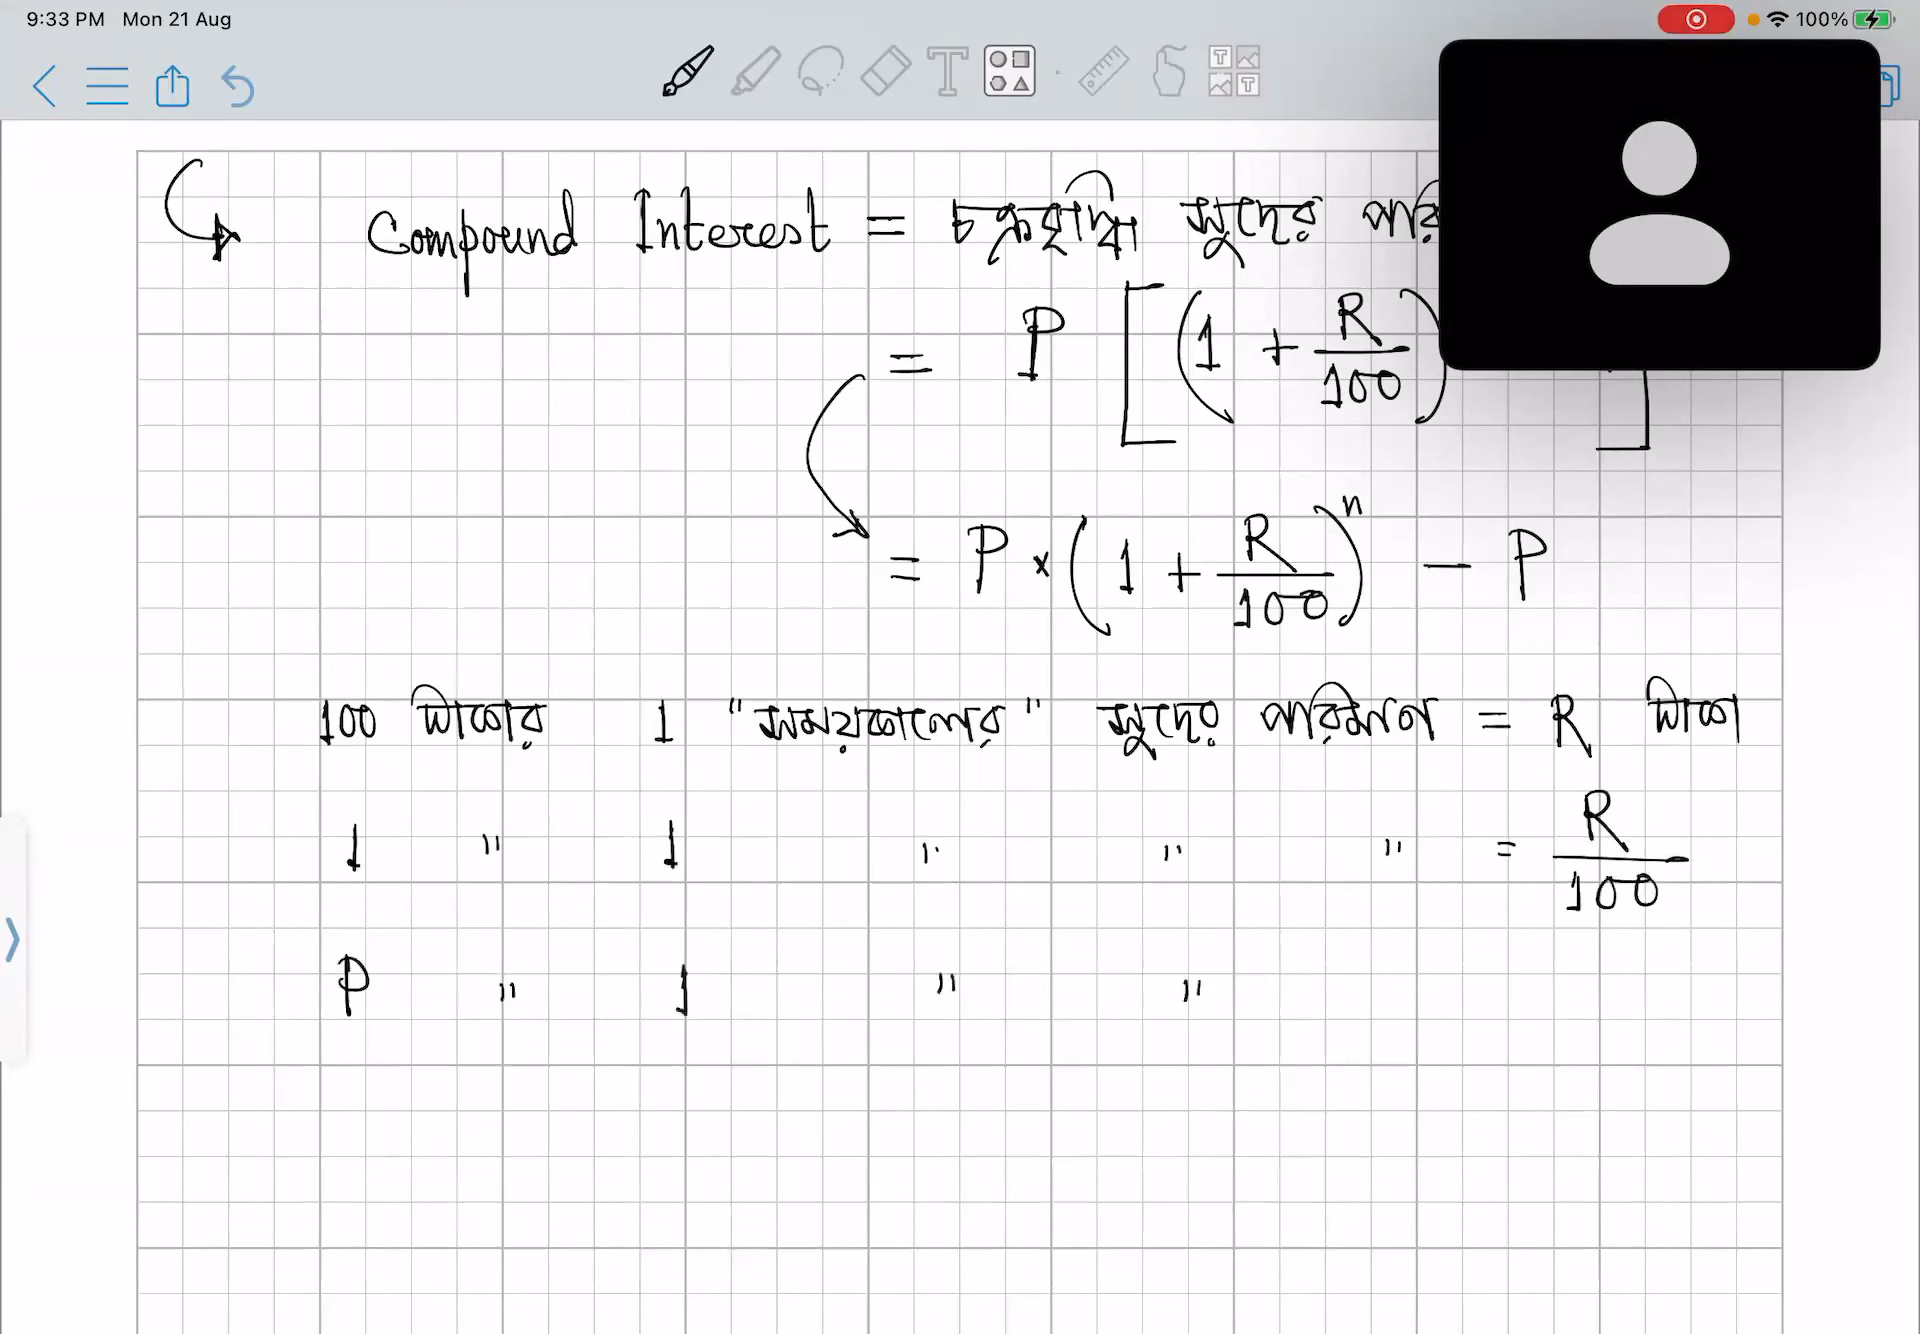 9:33 PM Mon 21 Aug 100%
Compound Interest = চক্রবৃদ্ধি সুদের
= P [ ( 1 + R/100 ) ]
= P × ( 1 + R/100 )ⁿ − P
100 টাকার 1 "সময়কালের" সুদের পরিমাণ = R টাকা
1 " 1 " " " = R/100
P " 1 " "